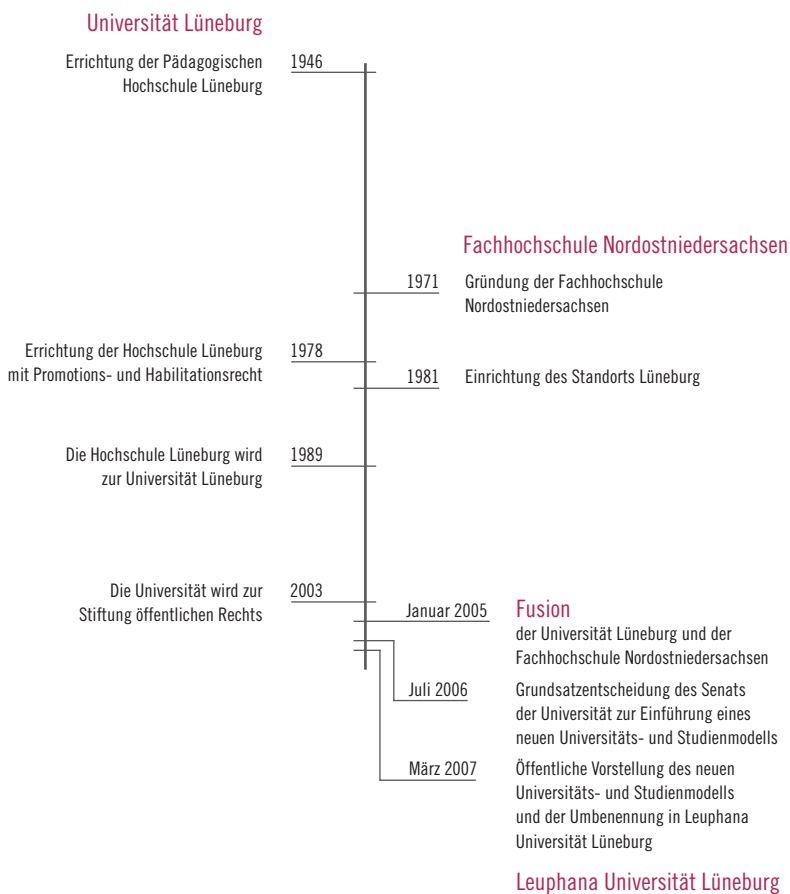 Universität Lüneburg
Errichtung der Pädagogischen
Hochschule Lüneburg
1946
Fachhochschule Nordostniedersachsen
1971
Gründung der Fachhochschule
Nordostniedersachsen
Errichtung der Hochschule Lüneburg
mit Promotions- und Habilitationsrecht
1978
1981
Einrichtung des Standorts Lüneburg
Die Hochschule Lüneburg wird
zur Universität Lüneburg
1989
Die Universität wird zur
Stiftung öffentlichen Rechts
2003
Januar 2005
Fusion
der Universität Lüneburg und der
Fachhochschule Nordostniedersachsen
Juli 2006
Grundsatzentscheidung des Senats
der Universität zur Einführung eines
neuen Universitäts- und Studienmodells
März 2007
Öffentliche Vorstellung des neuen
Universitäts- und Studienmodells
und der Umbenennung in Leuphana
Universität Lüneburg
Leuphana Universität Lüneburg